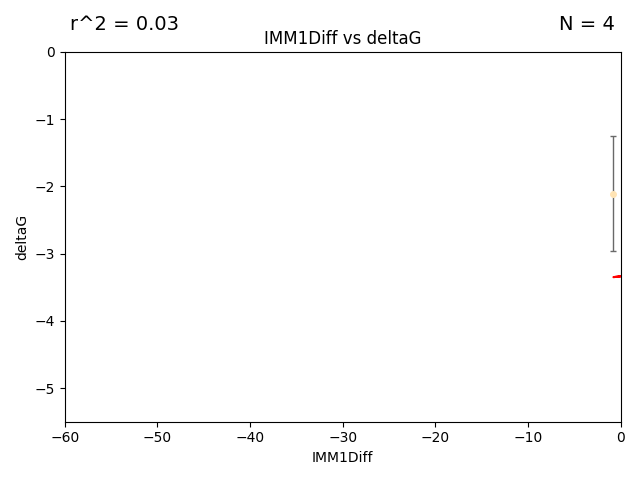 r^2 = 0.03
N = 4
IMM1Diff vs deltaG
0
−1
−2
−3
−4
−5
deltaG
−60
−50
−40
−30
−20
−10
0
IMM1Diff